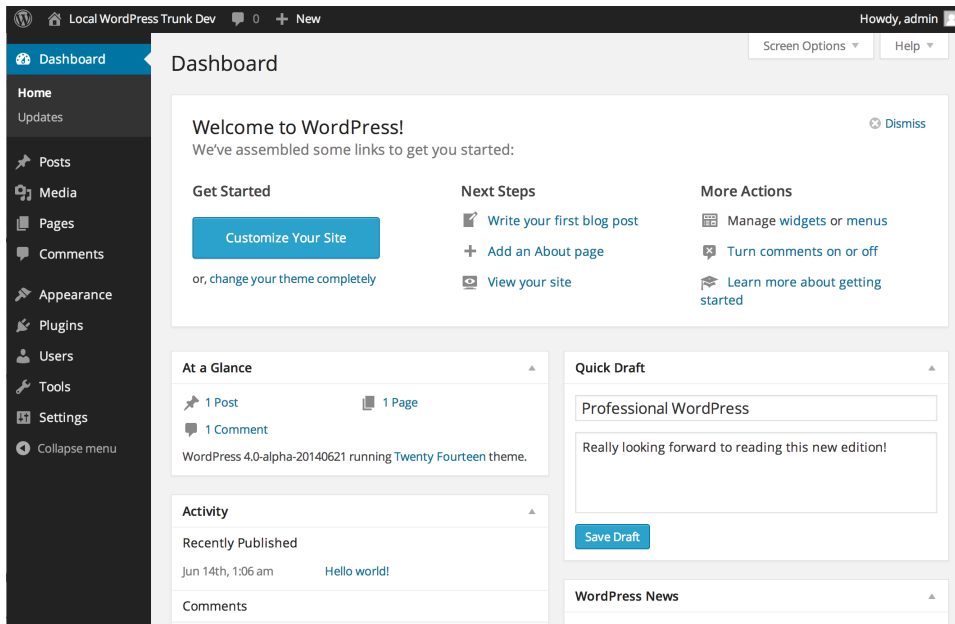 Local WordPress Trunk Dev 0 New Howdy, admin
Dashboard
Home
Updates
Posts
Media
Pages
Comments
Appearance
Plugins
Users
Tools
Settings
Collapse menu
Screen Options Help
Dashboard
Welcome to WordPress!
Dismiss
We've assembled some links to get you started:
Get Started
Customize Your Site
or, change your theme completely
Next Steps
Write your first blog post
Add an About page
View your site
More Actions
Manage widgets or menus
Turn comments on or off
Learn more about getting
started
At a Glance
1 Post 1 Page
1 Comment
WordPress 4.0-alpha-20140621 running Twenty Fourteen theme.
Activity
Recently Published
Jun 14th, 1:06 am Hello world!
Comments
Quick Draft
Professional WordPress
Really looking forward to reading this new edition!
Save Draft
WordPress News